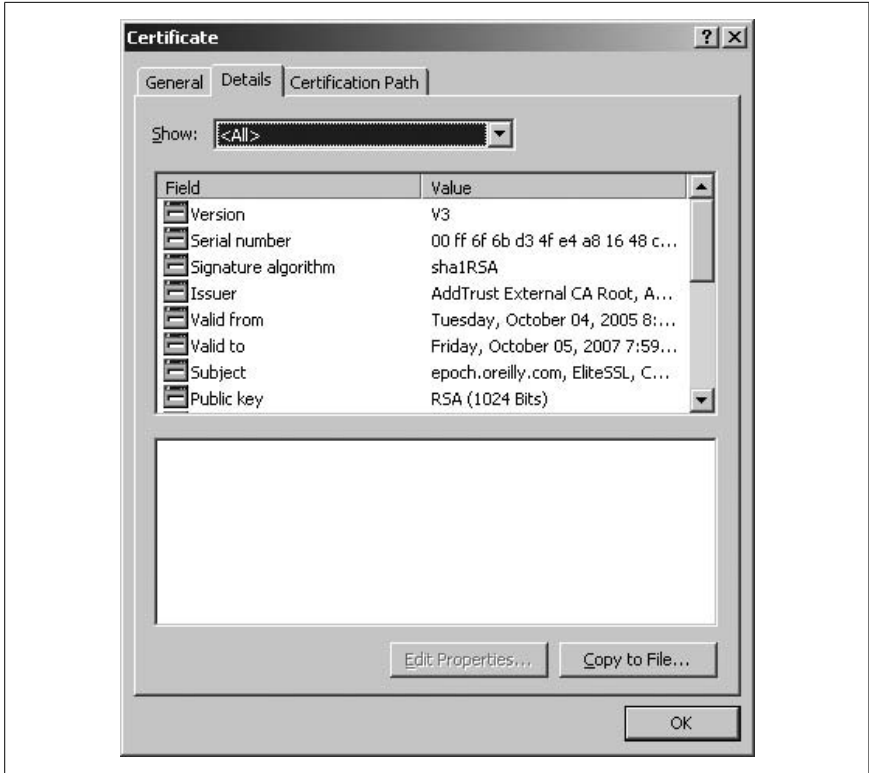 Certificate
General Details Certification Path
Show: <All>
Field Value
Version V3
Serial number 00 ff 6f 6b d3 4f e4 a8 16 48 c...
Signature algorithm sha1RSA
Issuer AddTrust External CA Root, A...
Valid from Tuesday, October 04, 2005 8:...
Valid to Friday, October 05, 2007 7:59...
Subject epoch.oreilly.com, EliteSSL, C...
Public key RSA (1024 Bits)
Edit Properties... Copy to File...
OK